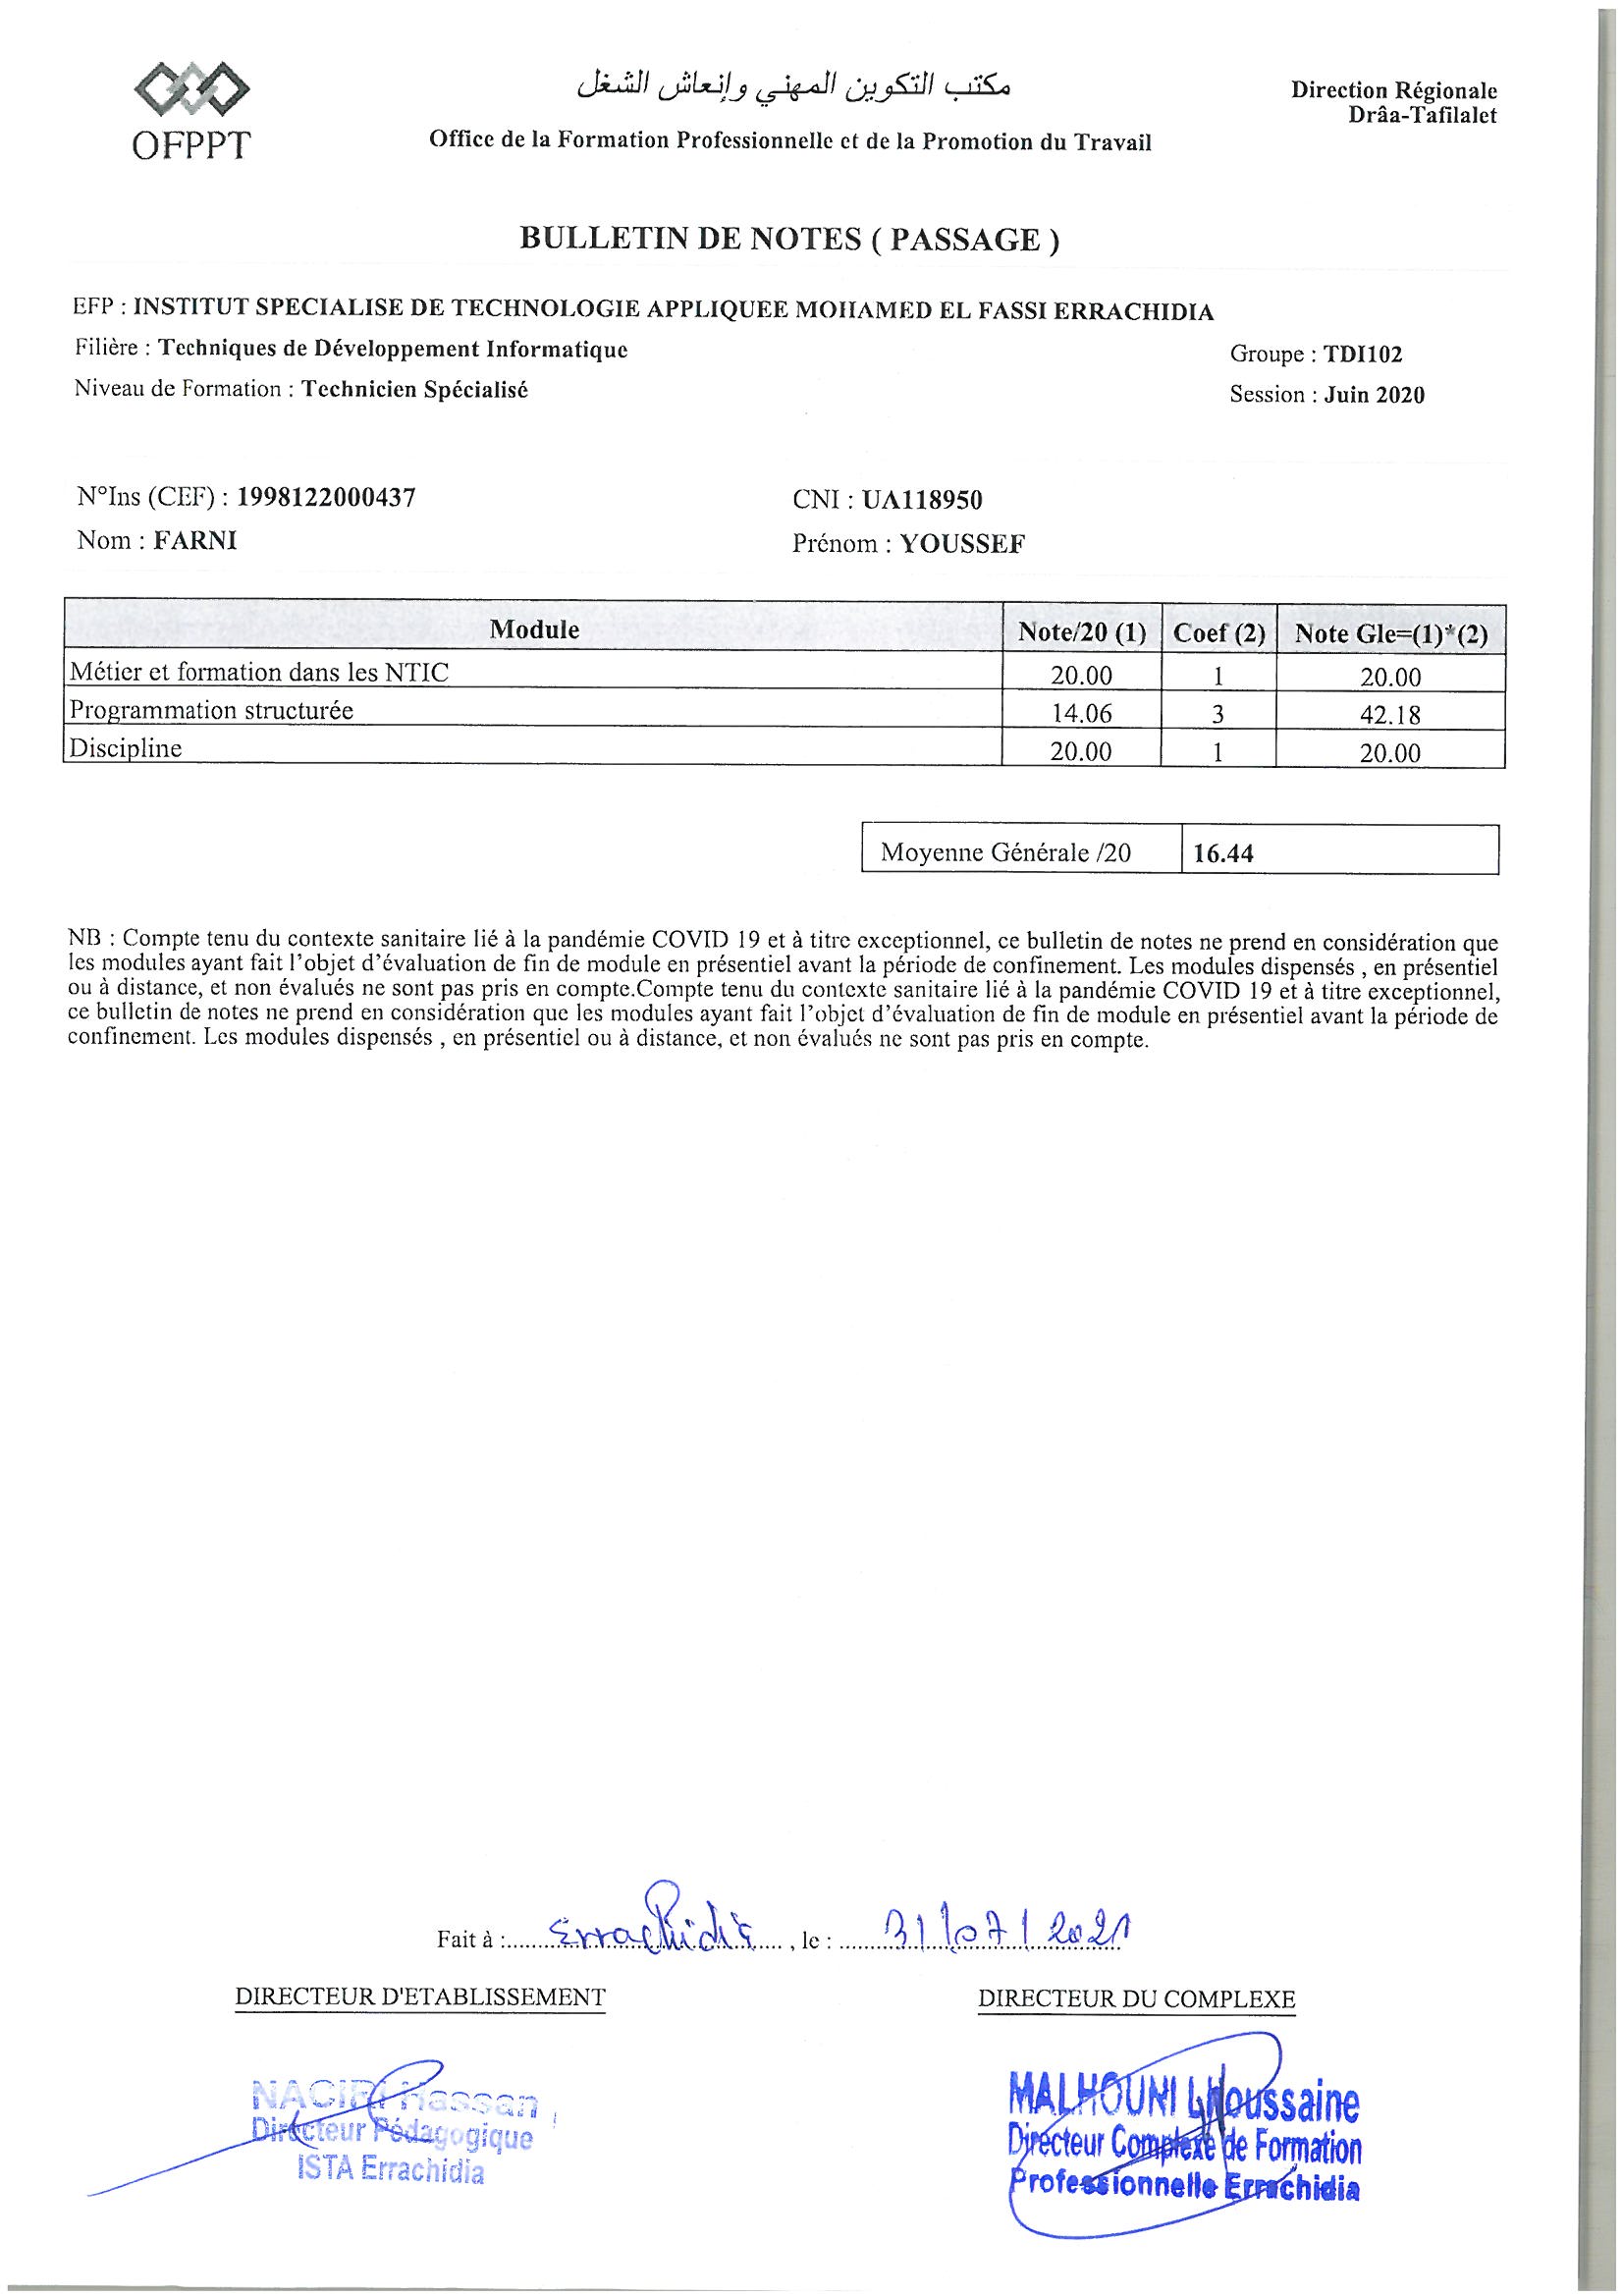 OFPPT
مكتب التكوين المهني وإنعاش الشغل
Office de la Formation Professionnelle et de la Promotion du Travail
Direction Régionale
Drâa-Tafilalet
BULLETIN DE NOTES ( PASSAGE )
EFP : INSTITUT SPECIALISE DE TECHNOLOGIE APPLIQUEE MOHAMED EL FASSI ERRACHIDIA
Filière : Techniques de Développement Informatique
Groupe : TDI102
Niveau de Formation : Technicien Spécialisé
Session : Juin 2020
N°Ins (CEF) : 1998122000437
CNI : UA118950
Nom : FARNI
Prénom : YOUSSEF
Module Note/20 (1) Coef (2) Note Gle=(1)*(2)
Métier et formation dans les NTIC 20.00 1 20.00
Programmation structurée 14.06 3 42.18
Discipline 20.00 1 20.00
Moyenne Générale /20 16.44
NB : Compte tenu du contexte sanitaire lié à la pandémie COVID 19 et à titre exceptionnel, ce bulletin de notes ne prend en considération que
les modules ayant fait l'objet d'évaluation de fin de module en présentiel avant la période de confinement. Les modules dispensés , en présentiel
ou à distance, et non évalués ne sont pas pris en compte.Compte tenu du contexte sanitaire lié à la pandémie COVID 19 et à titre exceptionnel,
ce bulletin de notes ne prend en considération que les modules ayant fait l'objet d'évaluation de fin de module en présentiel avant la période de
confinement. Les modules dispensés , en présentiel ou à distance, et non évalués ne sont pas pris en compte.
Fait à :..... Errachidia ..... , le : ..... 31/07/2021
DIRECTEUR D'ETABLISSEMENT
DIRECTEUR DU COMPLEXE
NACIRI Hassan
Directeur Pédagogique
ISTA Errachidia
MALHOUNI Lhoussaine
Directeur Complexe de Formation
Professionnelle Errachidia